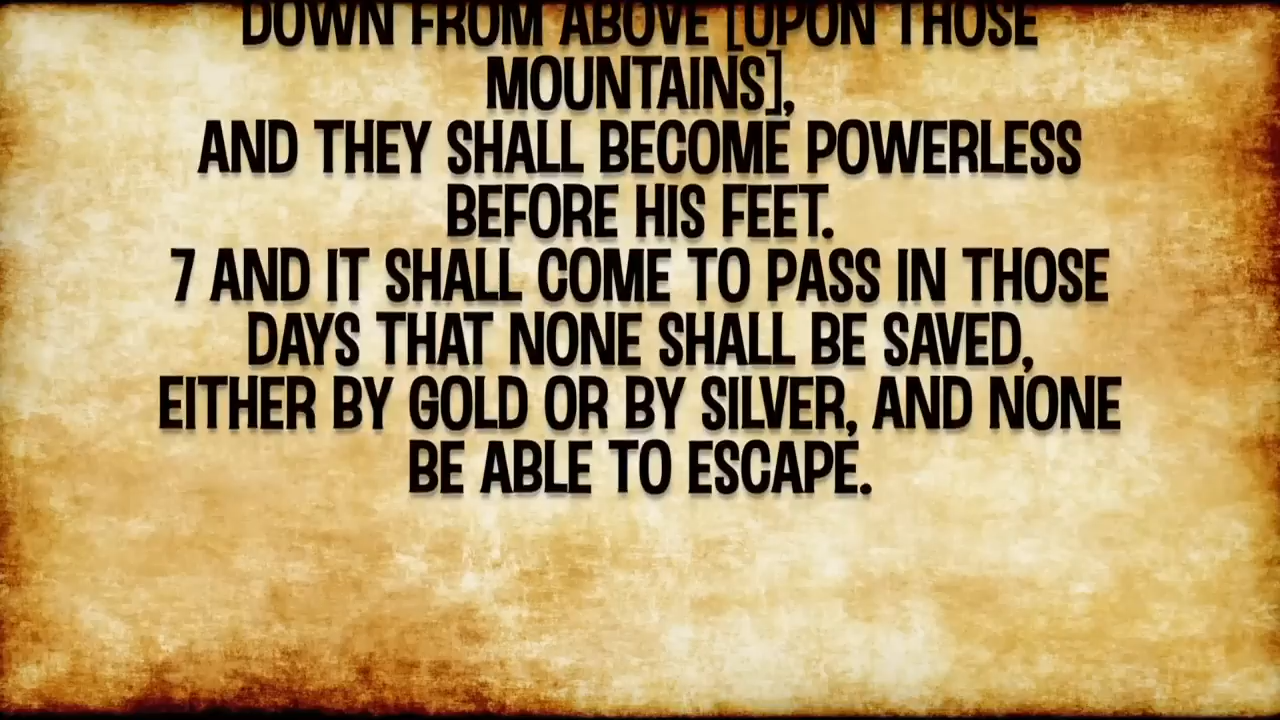 DOWN FROM ABOVE [UPON THOSE
MOUNTAINS],
AND THEY SHALL BECOME POWERLESS
BEFORE HIS FEET.
7 AND IT SHALL COME TO PASS IN THOSE
DAYS THAT NONE SHALL BE SAVED,
EITHER BY GOLD OR BY SILVER, AND NONE
BE ABLE TO ESCAPE.